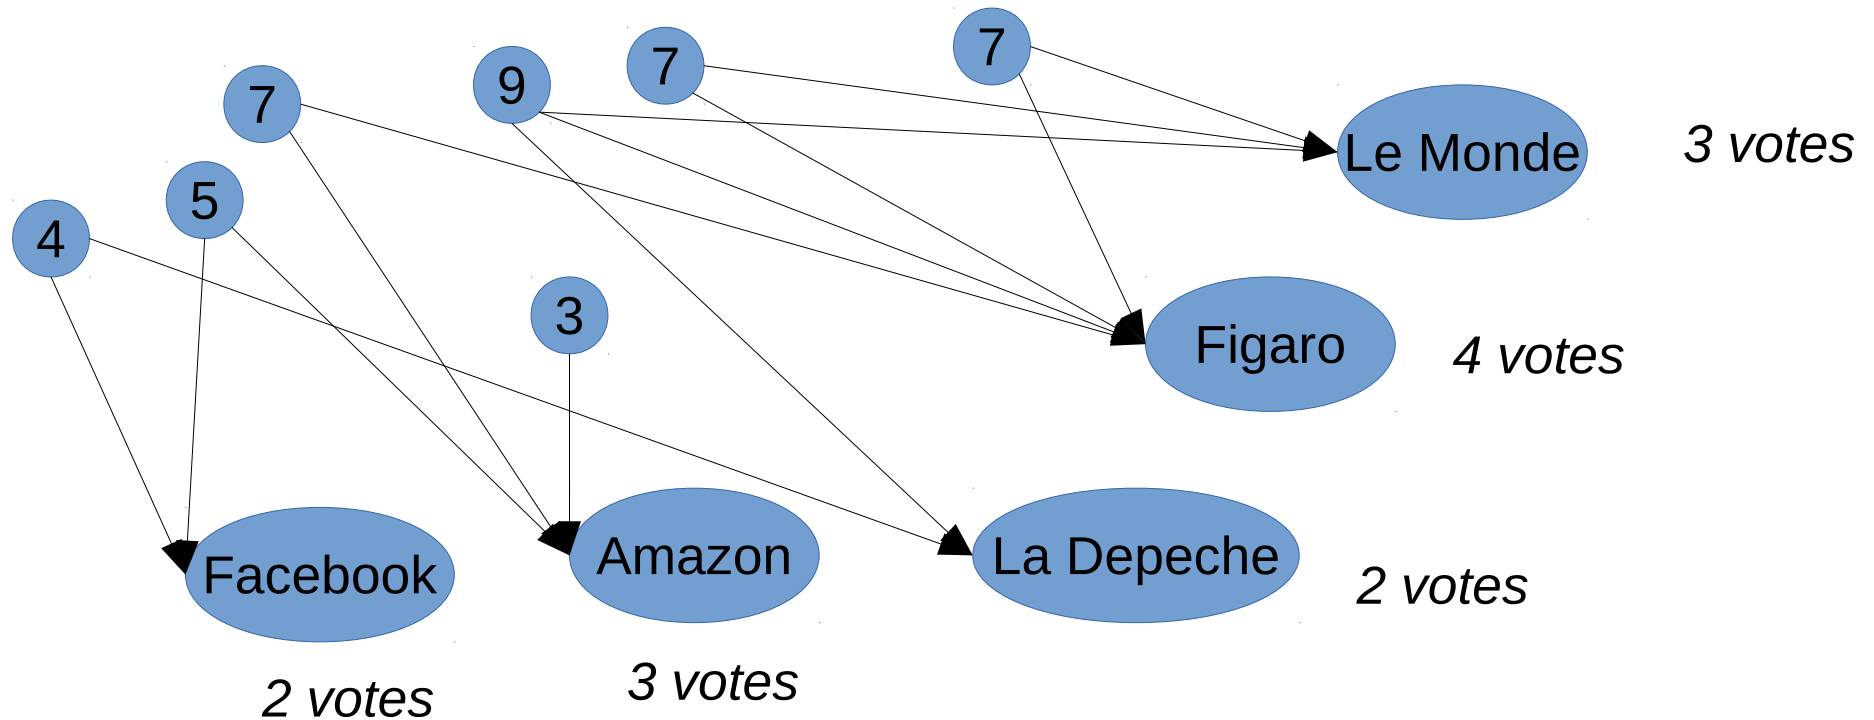 7
7
9
7
5
4
3
Le Monde
3 votes
Figaro
4 votes
Facebook
2 votes
Amazon
3 votes
La Depeche
2 votes